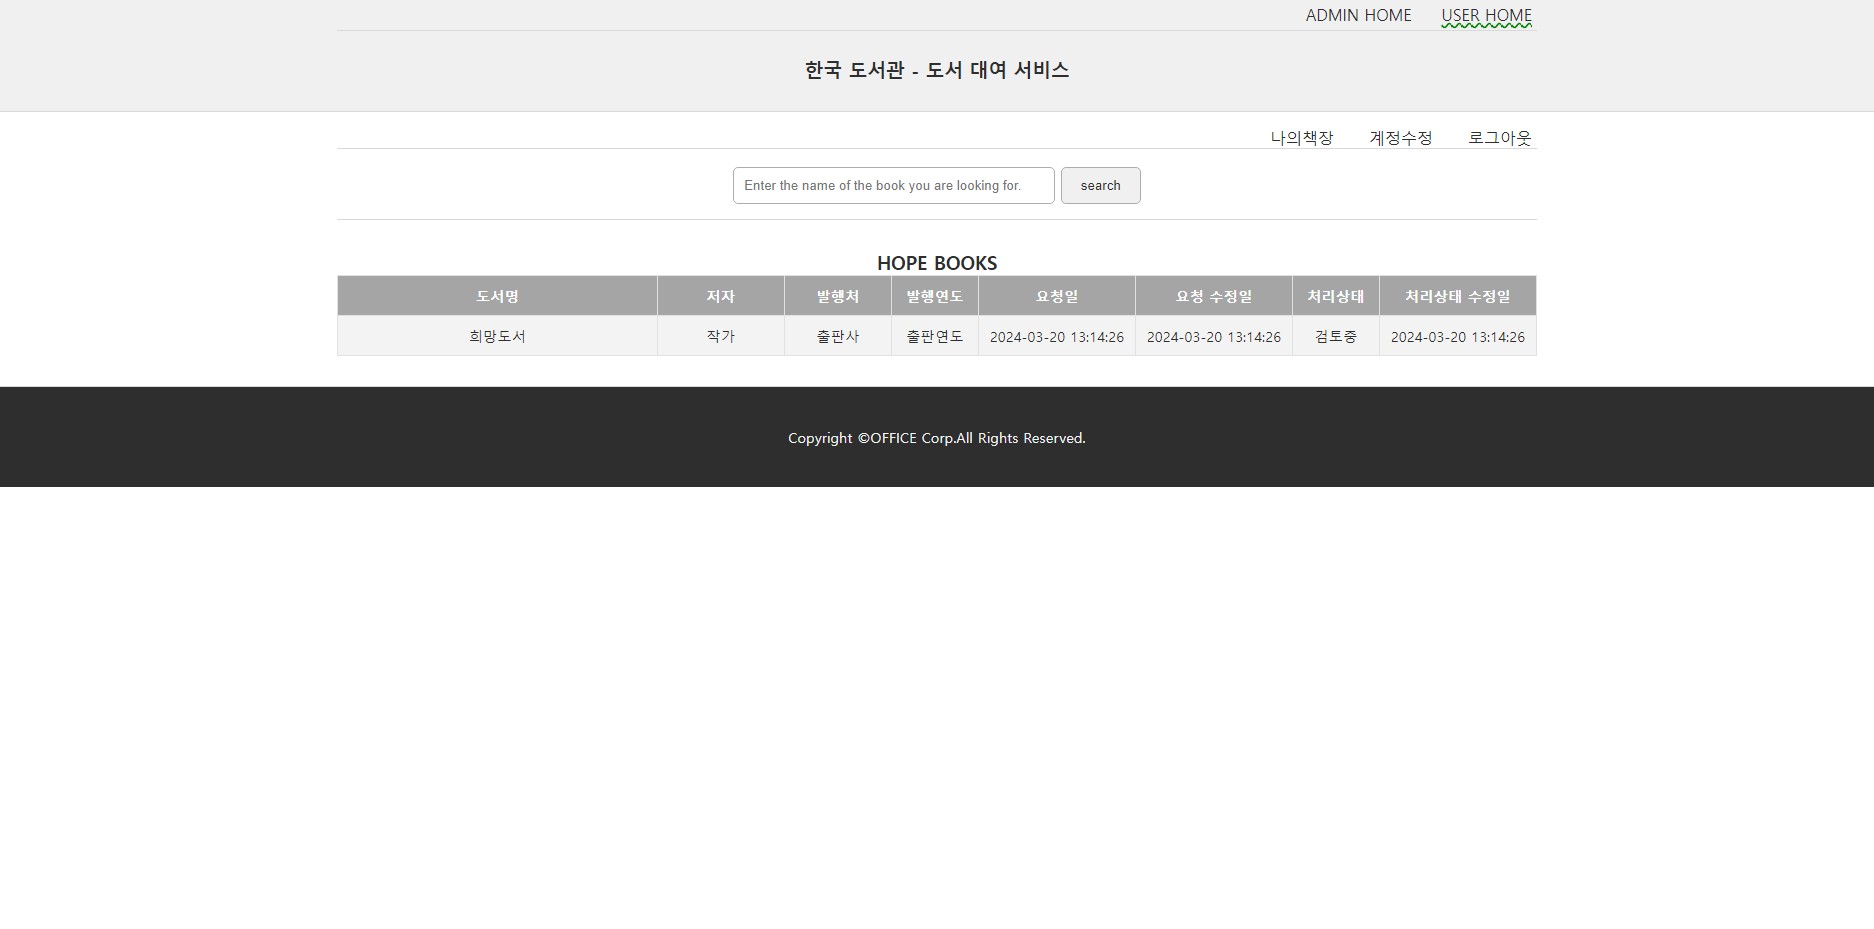 ADMIN HOME USER HOME
한국 도서관 - 도서 대여 서비스
나의책장 계정수정 로그아웃
Enter the name of the book you are looking for. search
HOPE BOOKS
도서명 저자 발행처 발행연도 요청일 요청 수정일 처리상태 처리상태 수정일
희망도서 작가 출판사 출판연도 2024-03-20 13:14:26 2024-03-20 13:14:26 검토중 2024-03-20 13:14:26
Copyright ©OFFICE Corp.All Rights Reserved.